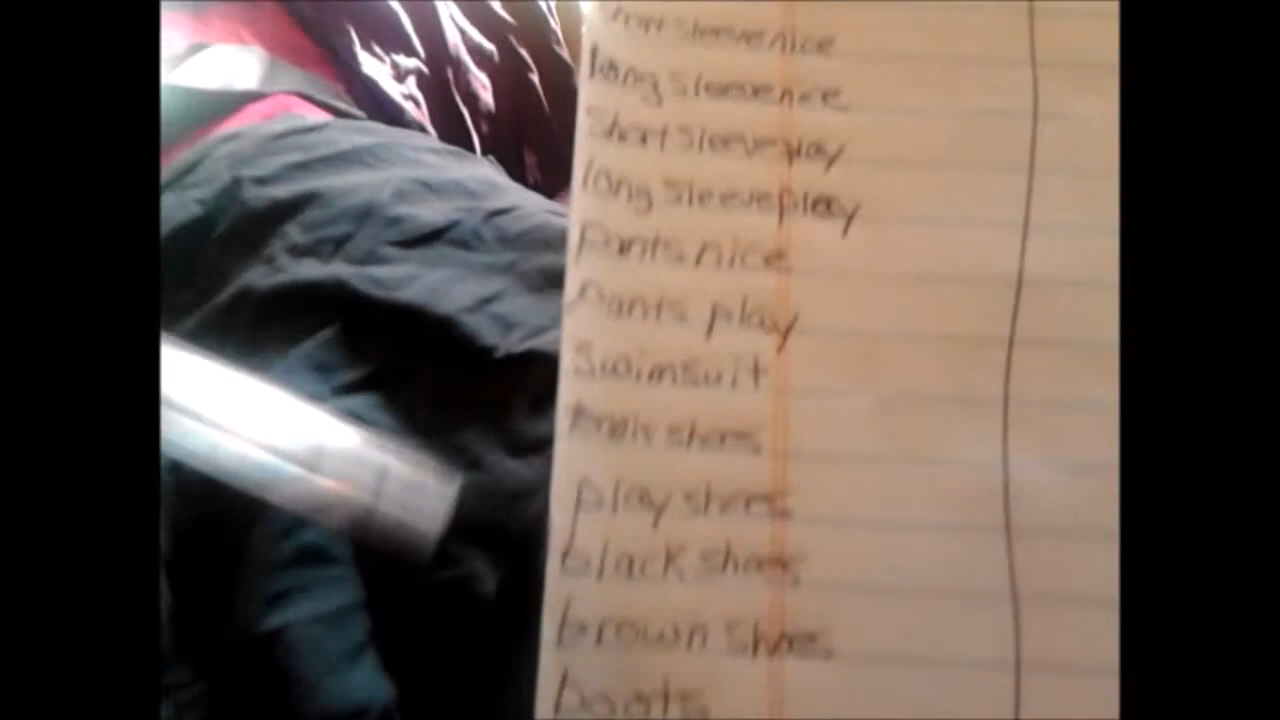 short sleeve nice
long sleeve nice
short sleeve play
long sleeve play
pants nice
pants play
swimsuit
shoes
play shoes
black shoes
brown shoes
boots